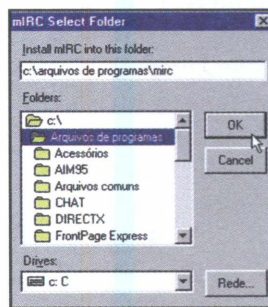 mIRC Select Folder
Install mIRC into this folder:
c:\arquivos de programas\mirc
Folders:
c:\
Arquivos de programas
Acessórios
AIM95
Arquivos comuns
CHAT
DIRECTX
FrontPage Express
OK
Cancel
Drives:
c: C
Rede...